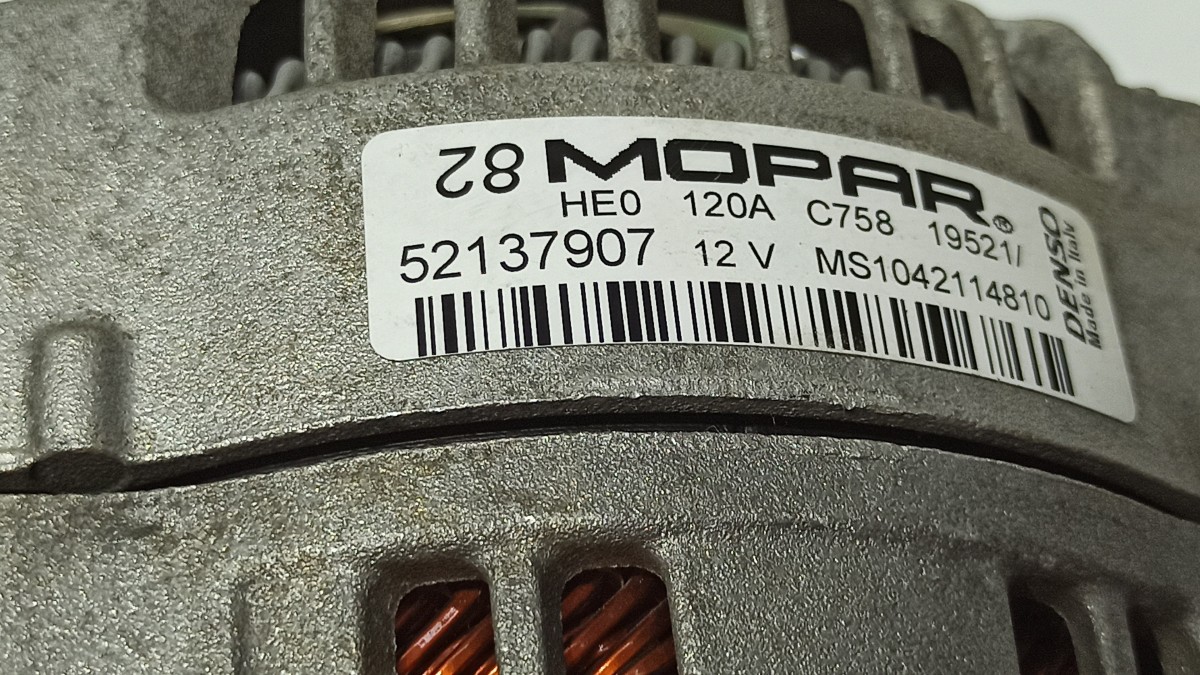 82 MOPAR®
HE0 120A C758 19521/
52137907 12 V MS1042114810
DENSO
Made in Italy